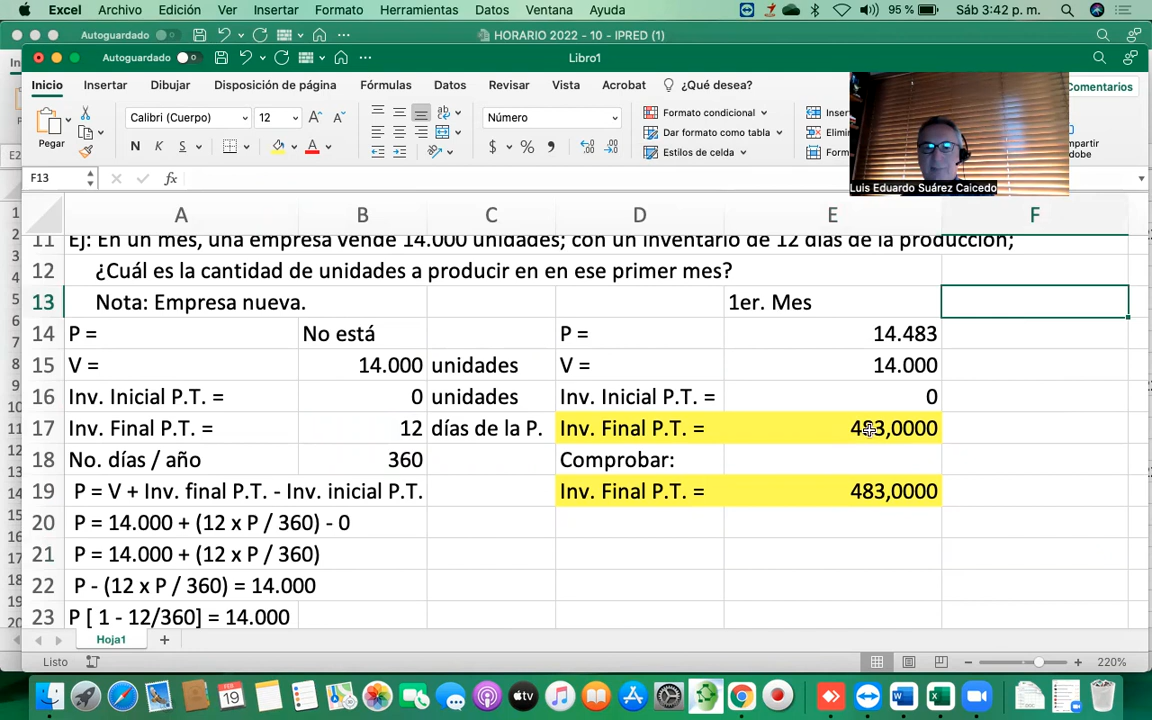 Excel Archivo Edición Ver Insertar Formato Herramientas Datos Ventana Ayuda 95 % Sáb 3:42 p. m.
Autoguardado HORARIO 2022 - 10 - IPRED (1)
Autoguardado Libro1
Inicio Insertar Dibujar Disposición de página Fórmulas Datos Revisar Vista Acrobat ¿Qué desea? Comentarios
Pegar Calibri (Cuerpo) 12 Número Formato condicional
N K S Dar formato como tabla
Estilos de celda
Luis Eduardo Suárez Caicedo
F13 fx
A B C D E F
11 EJ: En un mes, una empresa vende 14.000 unidades; con un inventario de 12 días de la producción;
12 ¿Cuál es la cantidad de unidades a producir en en ese primer mes?
13 Nota: Empresa nueva. 1er. Mes
14 P = No está P = 14.483
15 V = 14.000 unidades V = 14.000
16 Inv. Inicial P.T. = 0 unidades Inv. Inicial P.T. = 0
17 Inv. Final P.T. = 12 días de la P. Inv. Final P.T. = 483,0000
18 No. días / año 360 Comprobar:
19 P = V + Inv. final P.T. - Inv. inicial P.T. Inv. Final P.T. = 483,0000
20 P = 14.000 + (12 x P / 360) - 0
21 P = 14.000 + (12 x P / 360)
22 P - (12 x P / 360) = 14.000
23 P [ 1 - 12/360] = 14.000
Hoja1
Listo 220%